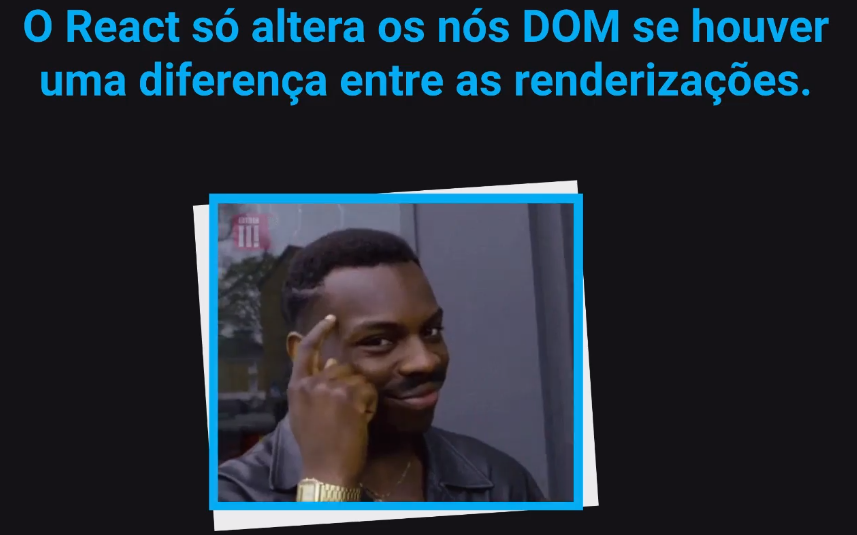 O React só altera os nós DOM se houver
uma diferença entre as renderizações.